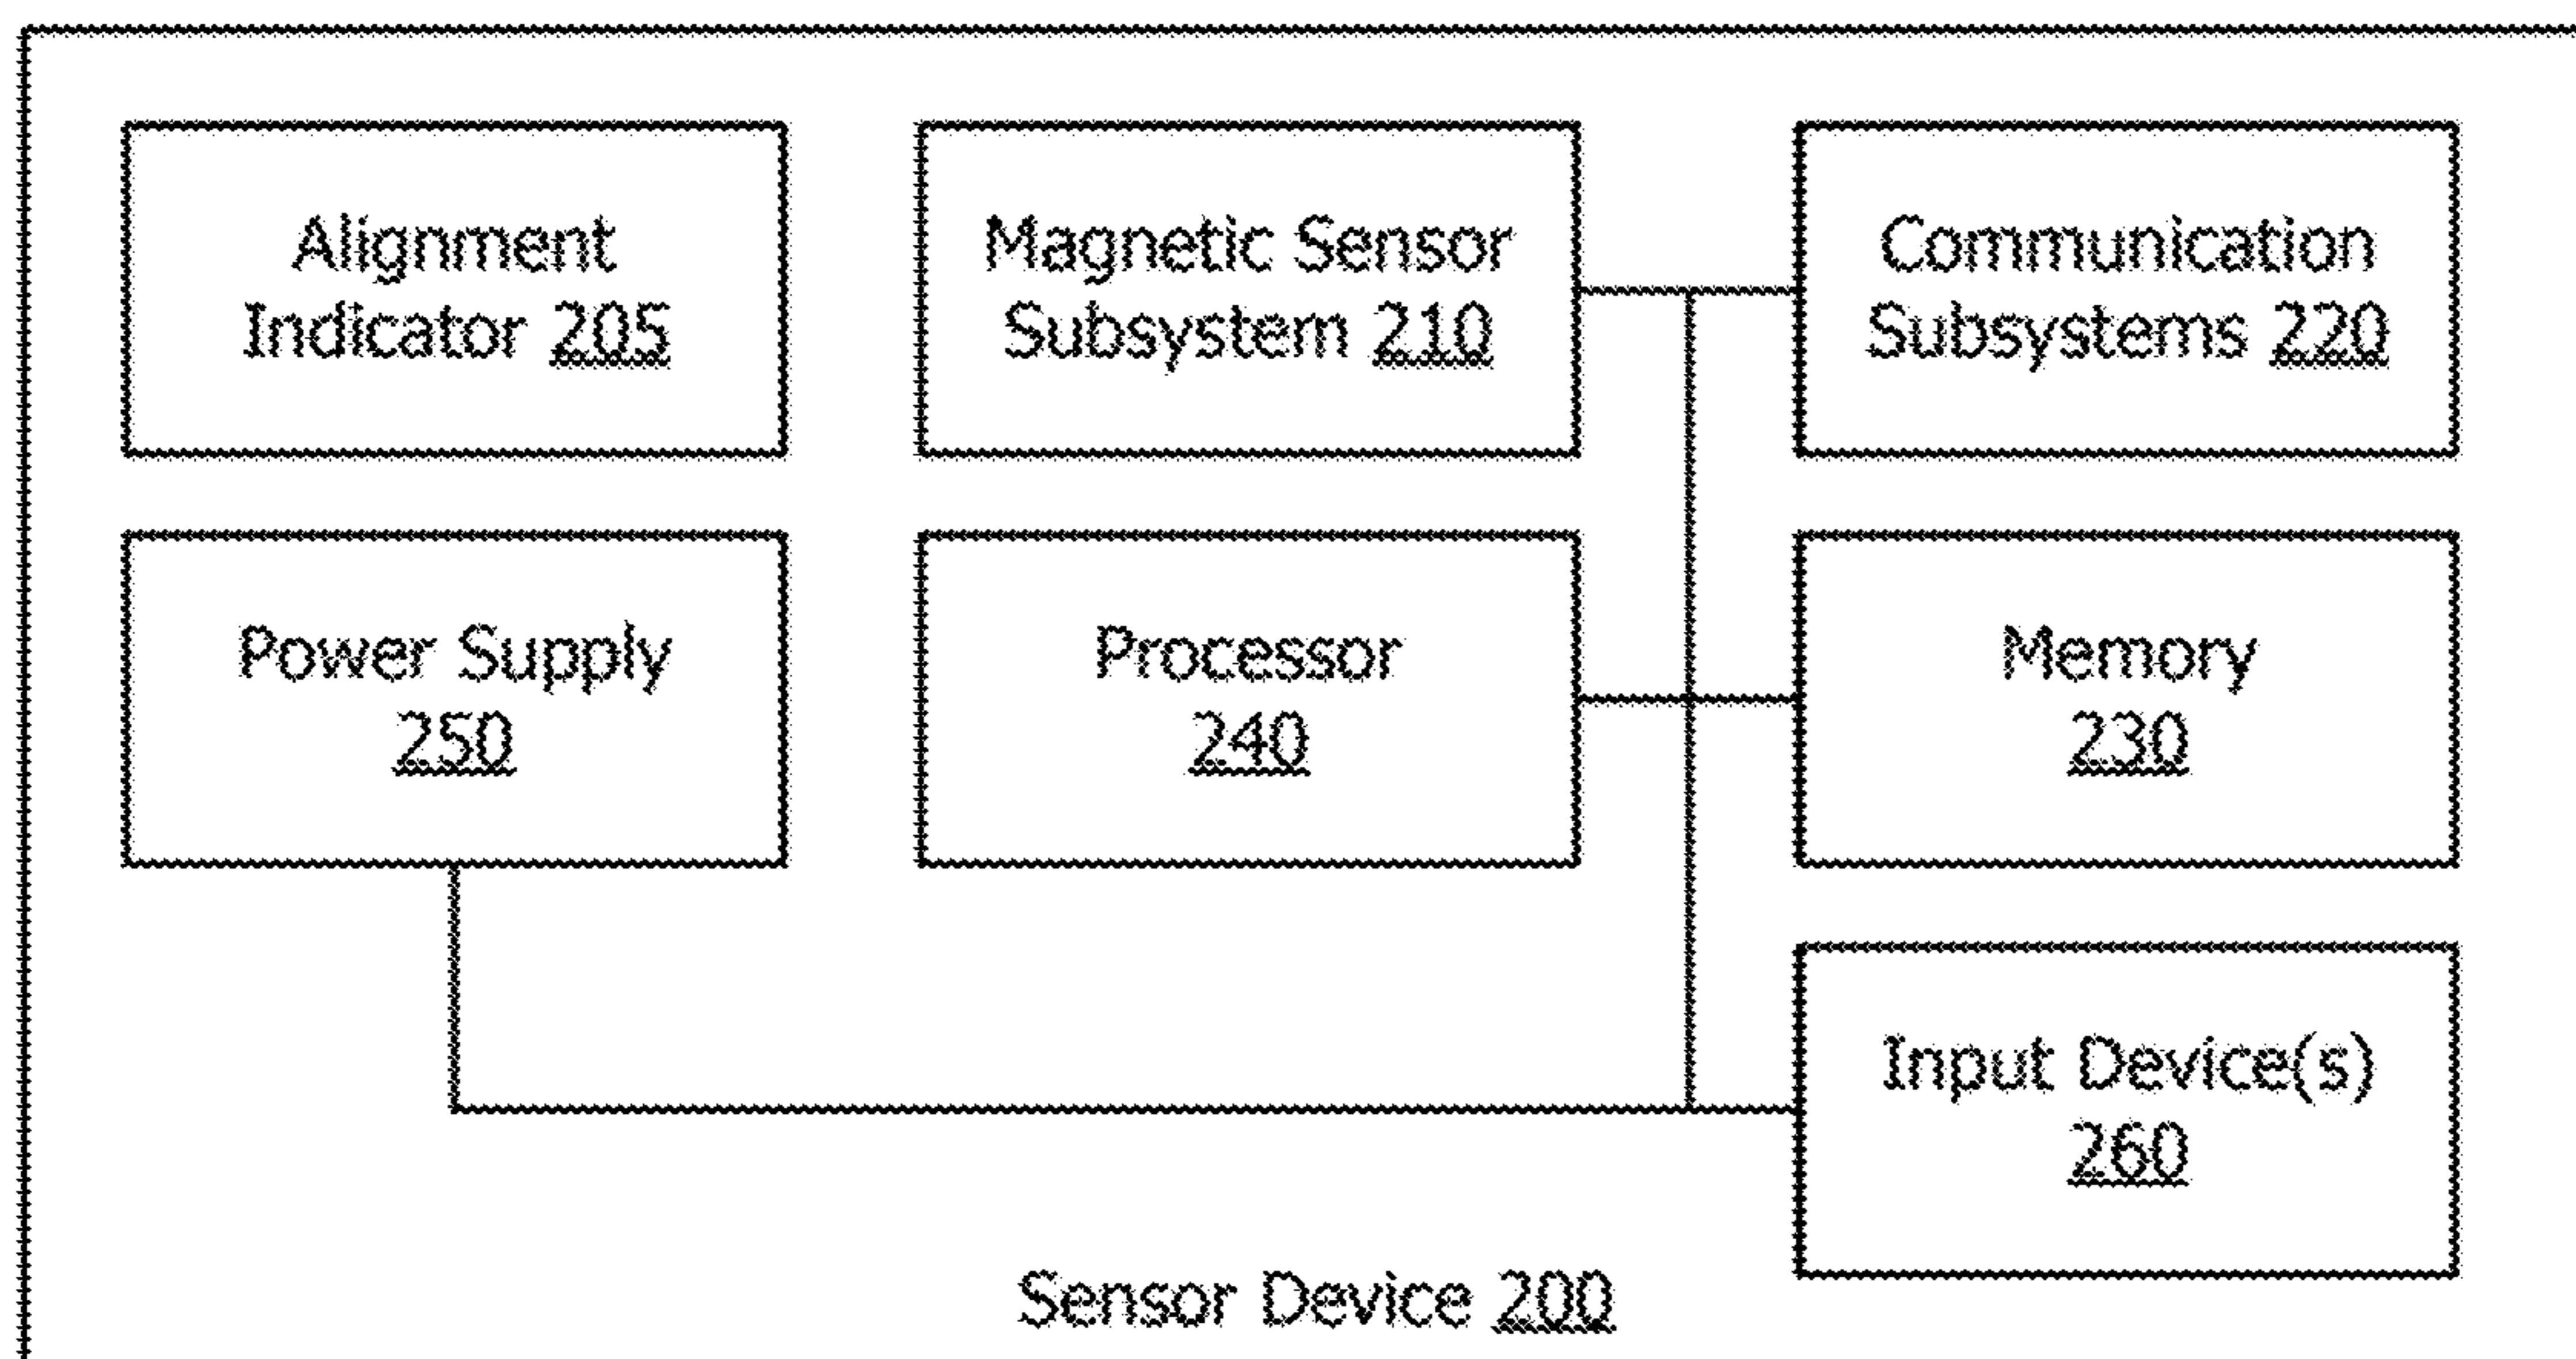 Alignment
Indicator 205
Magnetic Sensor
Subsystem 210
Communication
Subsystems 220
Power Supply
250
Processor
240
Memory
230
Input Device(s)
260
Sensor Device 200